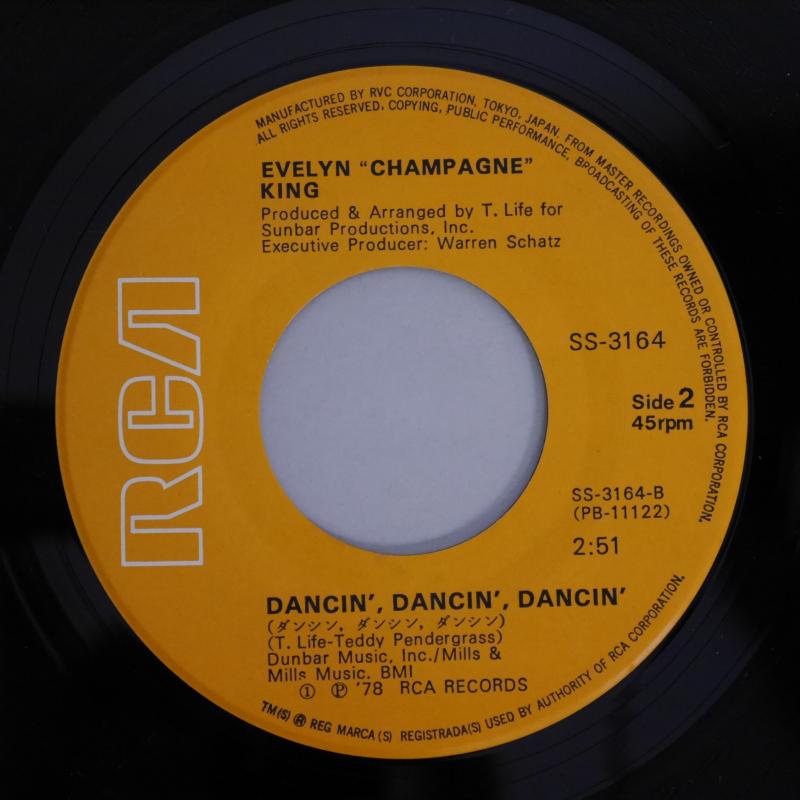 MANUFACTURED BY RVC CORPORATION, TOKYO, JAPAN. FROM MASTER RECORDINGS OWNED OR CONTROLLED BY RCA CORPORATION.
ALL RIGHTS RESERVED, COPYING, PUBLIC PERFORMANCE, BROADCASTING OF THESE RECORDS ARE FORBIDDEN.
EVELYN "CHAMPAGNE"
KING
Produced & Arranged by T. Life for
Sunbar Productions, Inc.
Executive Producer: Warren Schatz
RCA
SS-3164
Side 2
45rpm
SS-3164-B
(PB-11122)
2:51
DANCIN', DANCIN', DANCIN'
(ダンシン, ダンシン, ダンシン)
(T. Life-Teddy Pendergrass)
Dunbar Music, Inc./Mills &
Mills Music. BMI
① Ⓟ '78 RCA RECORDS
TM(S) ® REG MARCA(S) REGISTRADA(S) USED BY AUTHORITY OF RCA CORPORATION.